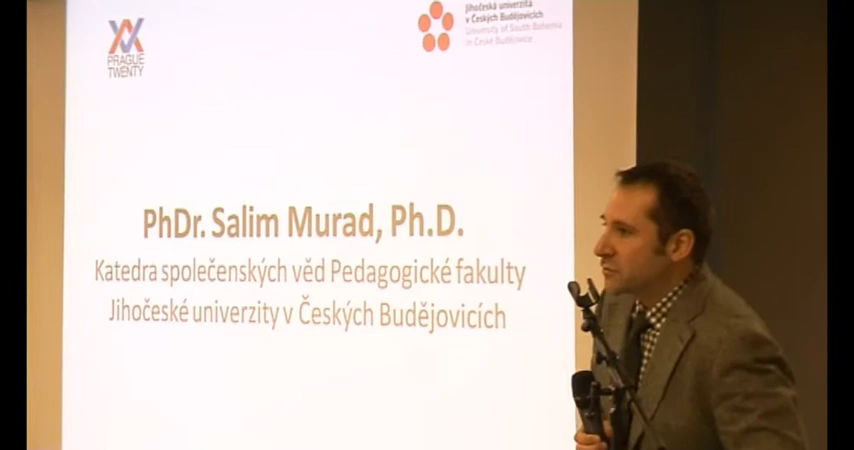 PRAGUE
TWENTY
Jihočeská univerzita
v Českých Budějovicích
University of South Bohemia
in České Budějovice
PhDr. Salim Murad, Ph.D.
Katedra společenských věd Pedagogické fakulty
Jihočeské univerzity v Českých Budějovicích